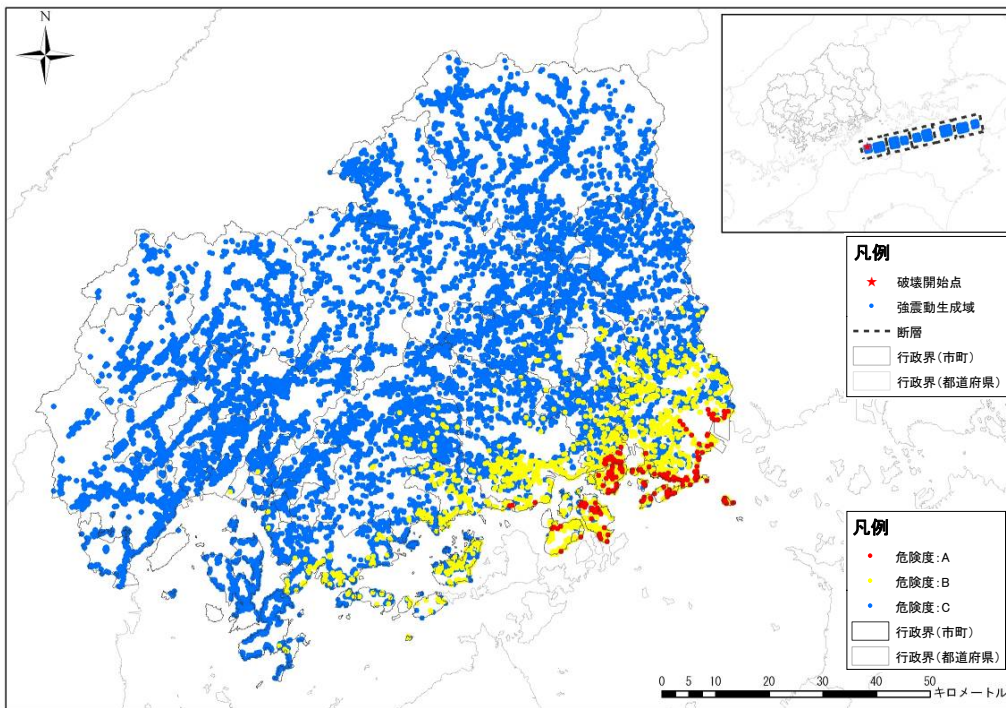 N
凡例
破壊開始点
強震動生成域
断層
行政界(市町)
行政界(都道府県)
凡例
危険度:A
危険度:B
危険度:C
行政界(市町)
行政界(都道府県)
0 5 10 20 30 40 50
キロメートル